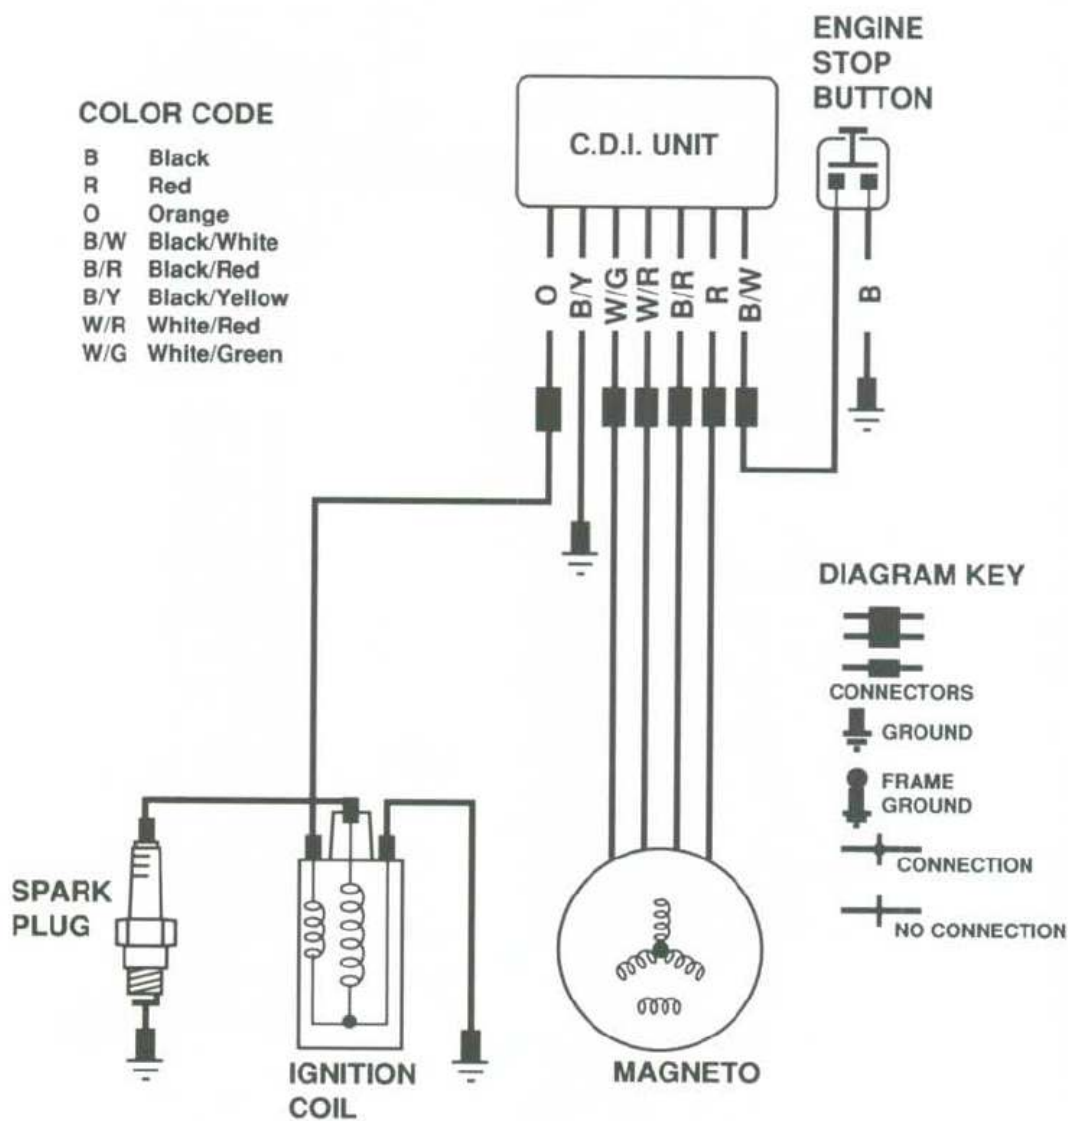 ENGINE
STOP
BUTTON
C.D.I. UNIT
COLOR CODE
B Black
R Red
O Orange
B/W Black/White
B/R Black/Red
B/Y Black/Yellow
W/R White/Red
W/G White/Green
O
B/Y
W/G
W/R
B/R
R
B/W
B
DIAGRAM KEY
CONNECTORS
GROUND
FRAME
GROUND
CONNECTION
NO CONNECTION
SPARK
PLUG
IGNITION
COIL
MAGNETO